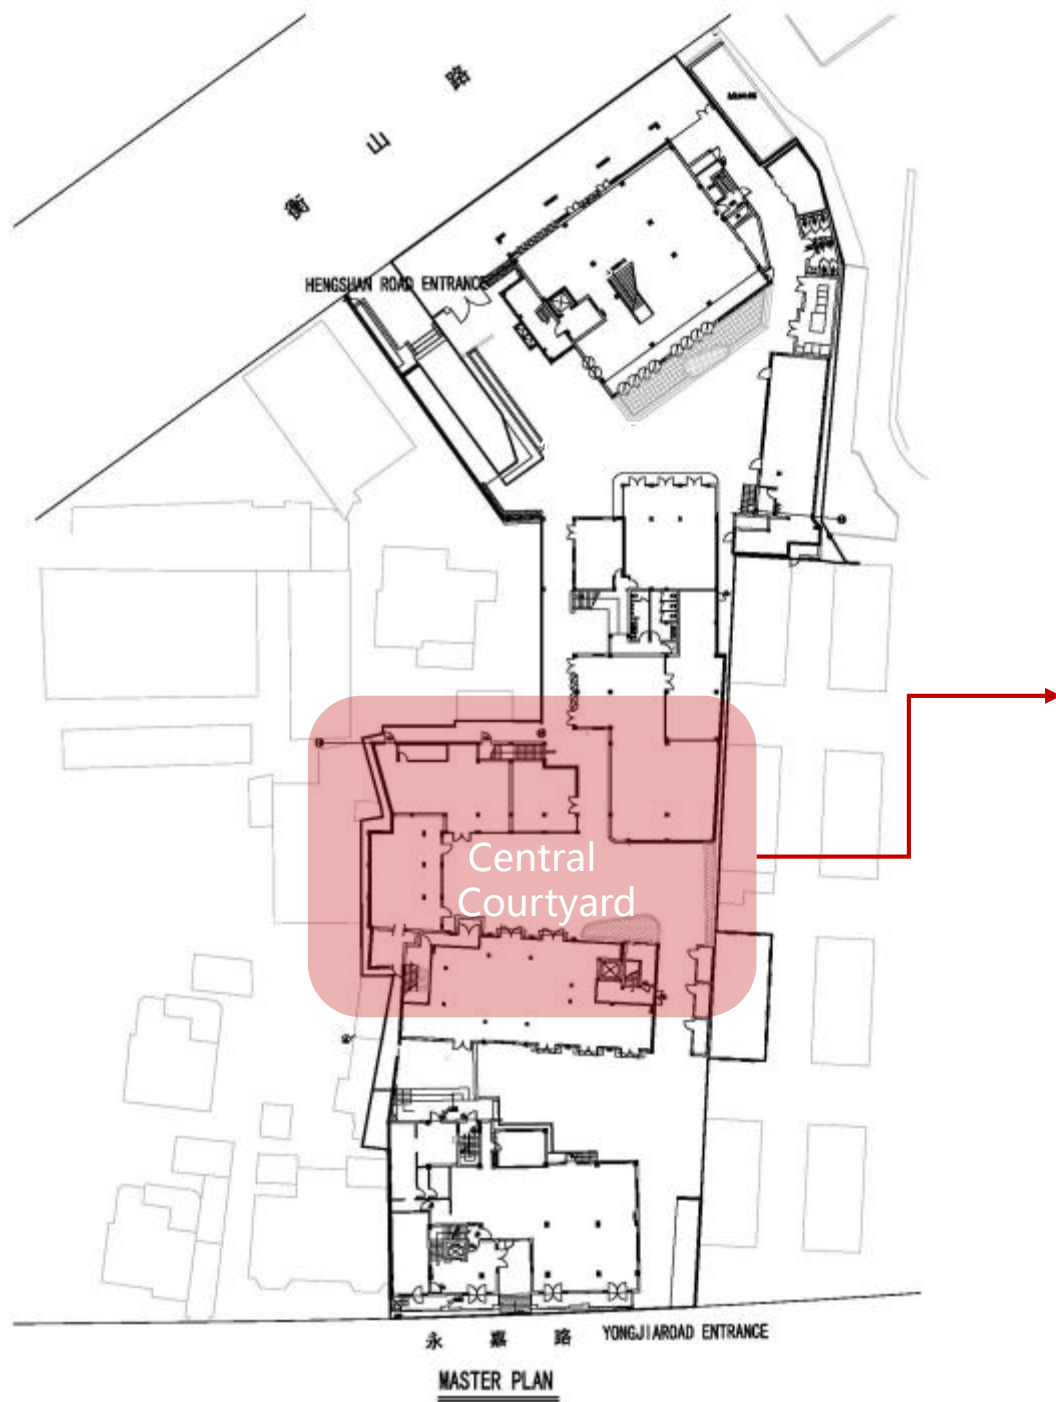 路
山
衡
HENGSHAN ROAD ENTRANCE
Central
Courtyard
永 嘉 路 YONGJIAROAD ENTRANCE
MASTER PLAN